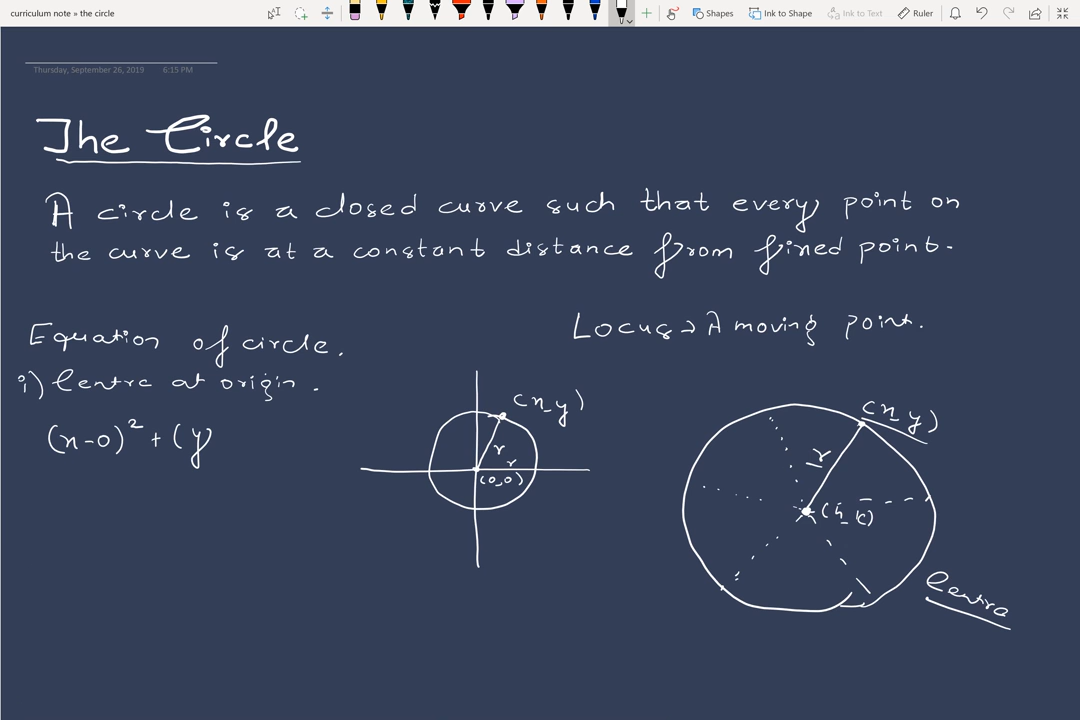 curriculum note » the circle
Shapes
Ink to Shape
Ink to Text
Ruler
Thursday, September 26, 2019 6:15 PM
The Circle
A circle is a closed curve such that every point on
the curve is at a constant distance from fixed point.
Locus → A moving point.
Equation of circle.
i) Centre at origin.
(x-0)² + (y
(x, y)
r
r
(0,0)
(x, y)
r
(h, k)
Centre